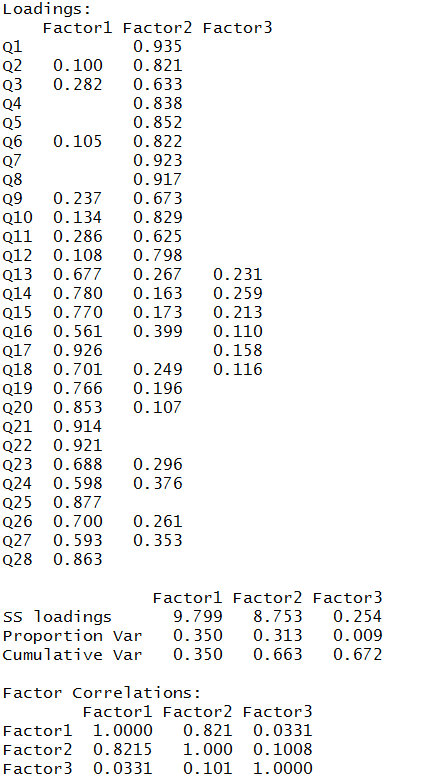 Loadings:
    Factor1 Factor2 Factor3
Q1          0.935
Q2   0.100  0.821
Q3   0.282  0.633
Q4          0.838
Q5          0.852
Q6   0.105  0.822
Q7          0.923
Q8          0.917
Q9   0.237  0.673
Q10  0.134  0.829
Q11  0.286  0.625
Q12  0.108  0.798
Q13  0.677  0.267   0.231
Q14  0.780  0.163   0.259
Q15  0.770  0.173   0.213
Q16  0.561  0.399   0.110
Q17  0.926          0.158
Q18  0.701  0.249   0.116
Q19  0.766  0.196
Q20  0.853  0.107
Q21  0.914
Q22  0.921
Q23  0.688  0.296
Q24  0.598  0.376
Q25  0.877
Q26  0.700  0.261
Q27  0.593  0.353
Q28  0.863
               Factor1 Factor2 Factor3
SS loadings      9.799   8.753   0.254
Proportion Var   0.350   0.313   0.009
Cumulative Var   0.350   0.663   0.672
Factor Correlations:
        Factor1 Factor2 Factor3
Factor1  1.0000   0.821  0.0331
Factor2  0.8215   1.000  0.1008
Factor3  0.0331   0.101  1.0000